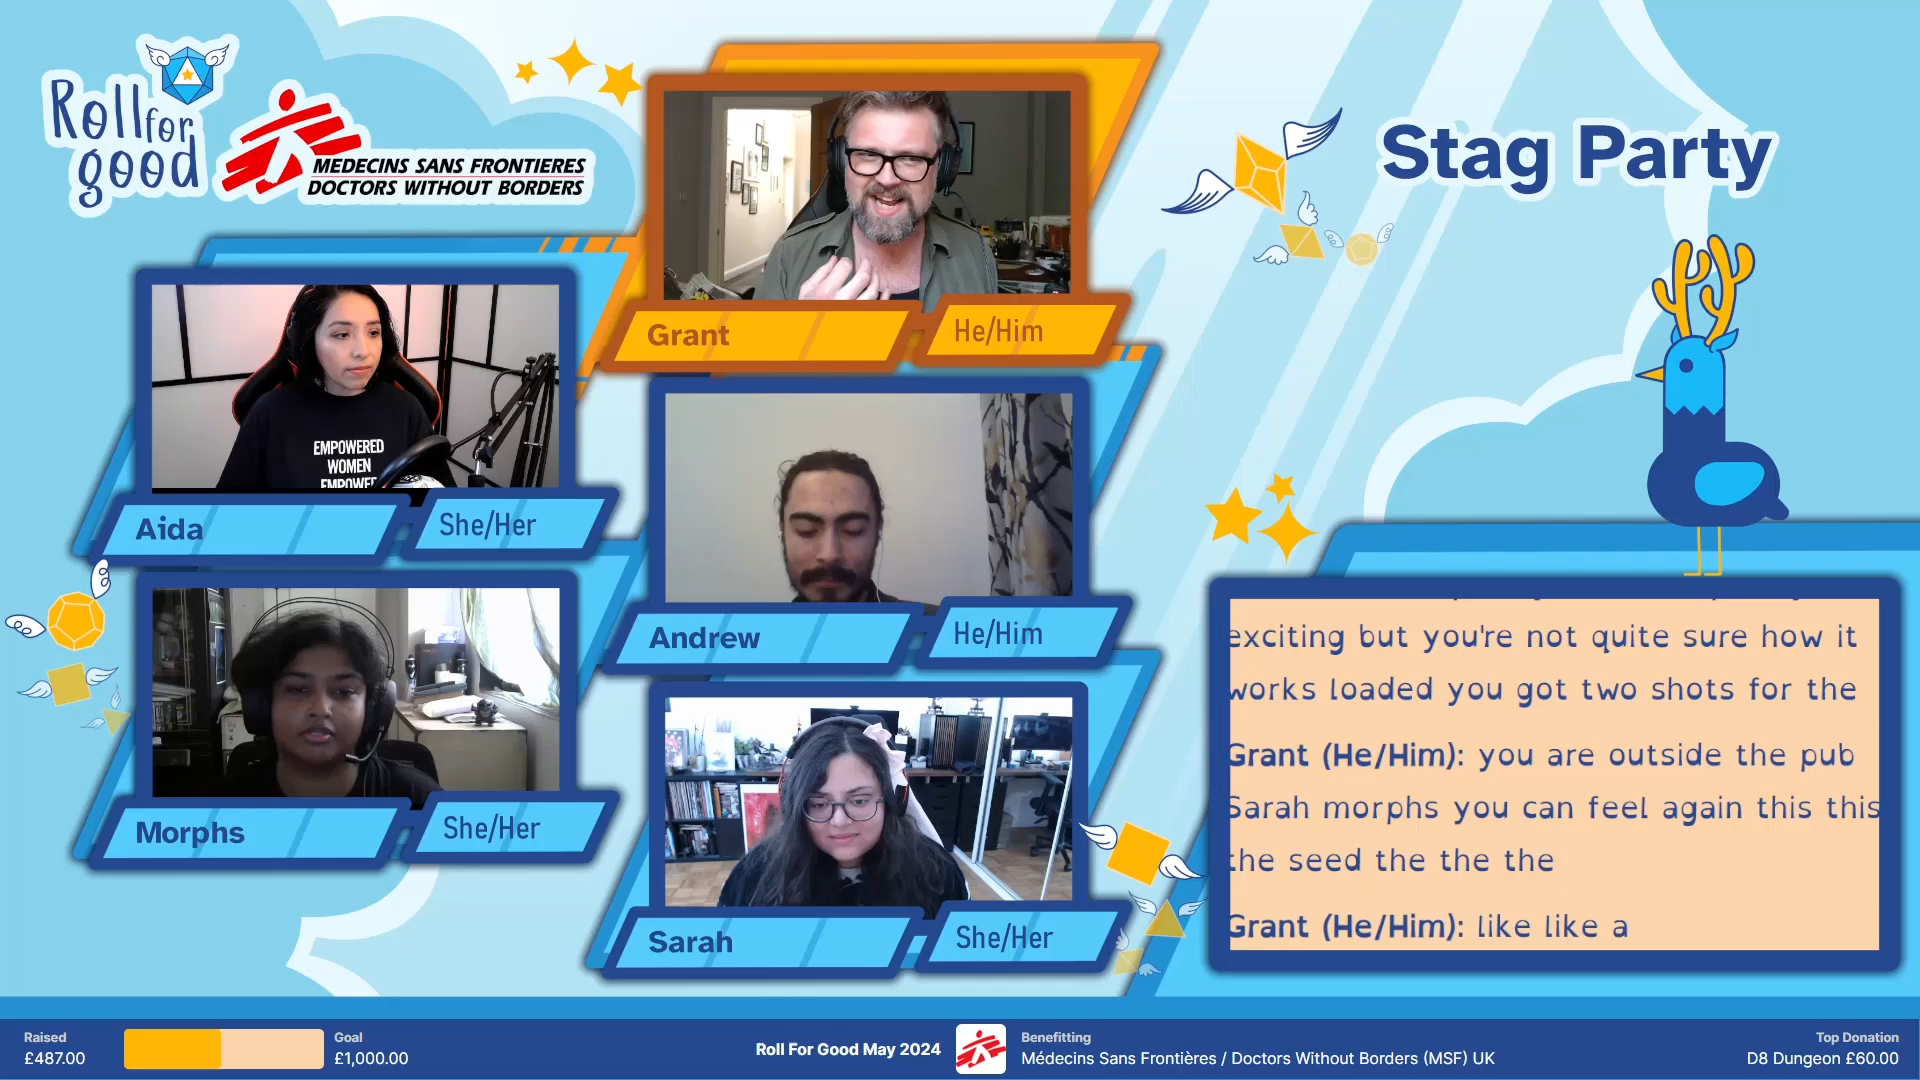 Roll for
good
MEDECINS SANS FRONTIERES
DOCTORS WITHOUT BORDERS
Stag Party
Grant
He/Him
EMPOWERED
WOMEN
Aida
She/Her
Andrew
He/Him
Morphs
She/Her
Sarah
She/Her
exciting but you're not quite sure how it
works loaded you got two shots for the
Grant (He/Him): you are outside the pub
Sarah morphs you can feel again this this
the seed the the the
Grant (He/Him): like like a
Raised
£487.00
Goal
£1,000.00
Roll For Good May 2024
Benefitting
Médecins Sans Frontières / Doctors Without Borders (MSF) UK
Top Donation
D8 Dungeon £60.00